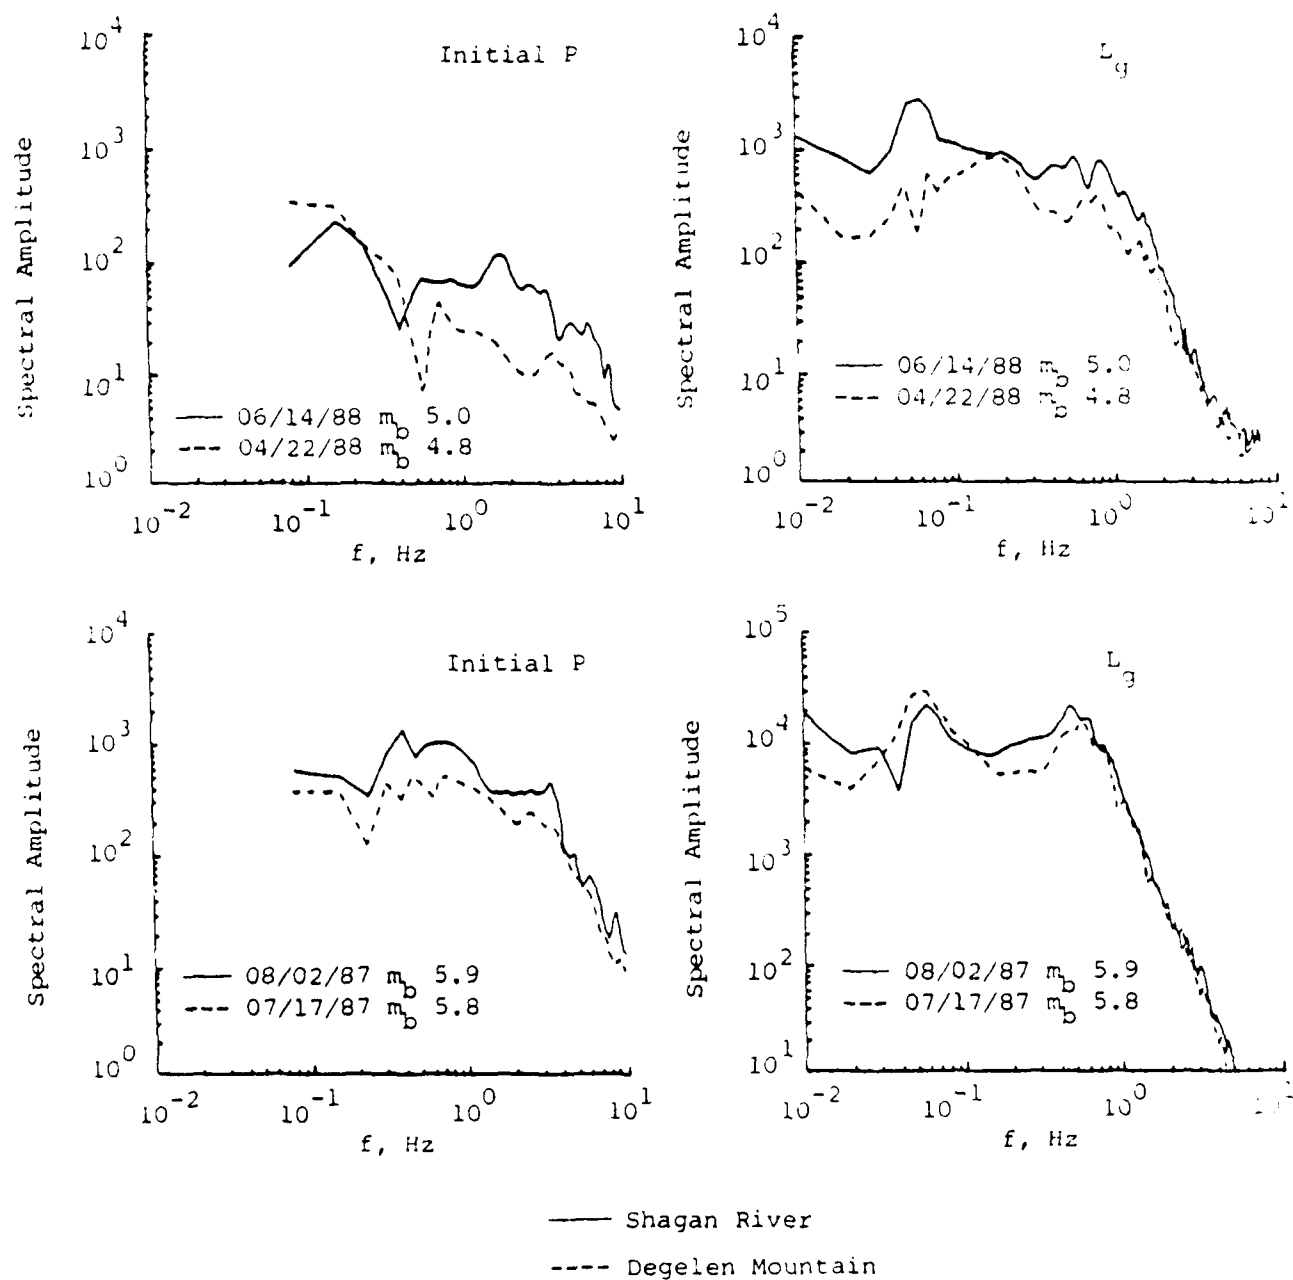 Initial P
Spectral Amplitude
10^4
10^3
10^2
10^1
10^0
06/14/88 m_b 5.0
04/22/88 m_b 4.8
10^-2 10^-1 10^0 10^1
f, Hz
L_g
Spectral Amplitude
10^4
10^3
10^2
10^1
10^0
06/14/88 m_b 5.0
04/22/88 m_b 4.8
10^-2 10^-1 10^0 10^1
f, Hz
Initial P
Spectral Amplitude
10^4
10^3
10^2
10^1
10^0
08/02/87 m_b 5.9
07/17/87 m_b 5.8
10^-2 10^-1 10^0 10^1
f, Hz
L_g
Spectral Amplitude
10^5
10^4
10^3
10^2
10^1
08/02/87 m_b 5.9
07/17/87 m_b 5.8
10^-2 10^-1 10^0
f, Hz
Shagan River
Degelen Mountain